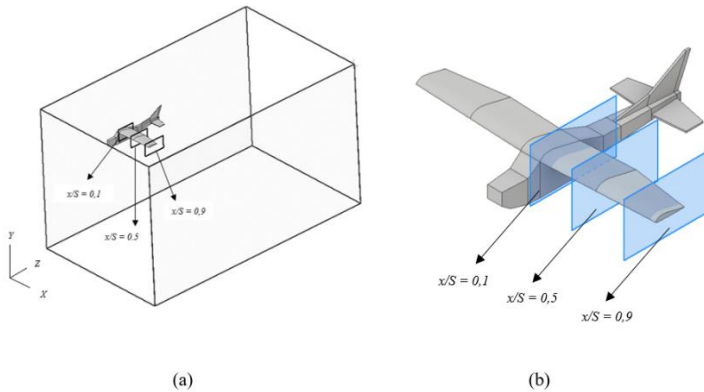 x/S = 0,1
x/S = 0.5
x/S = 0,9
Y
Z
X
x/S = 0,1
x/S = 0,5
x/S = 0,9
(a)
(b)